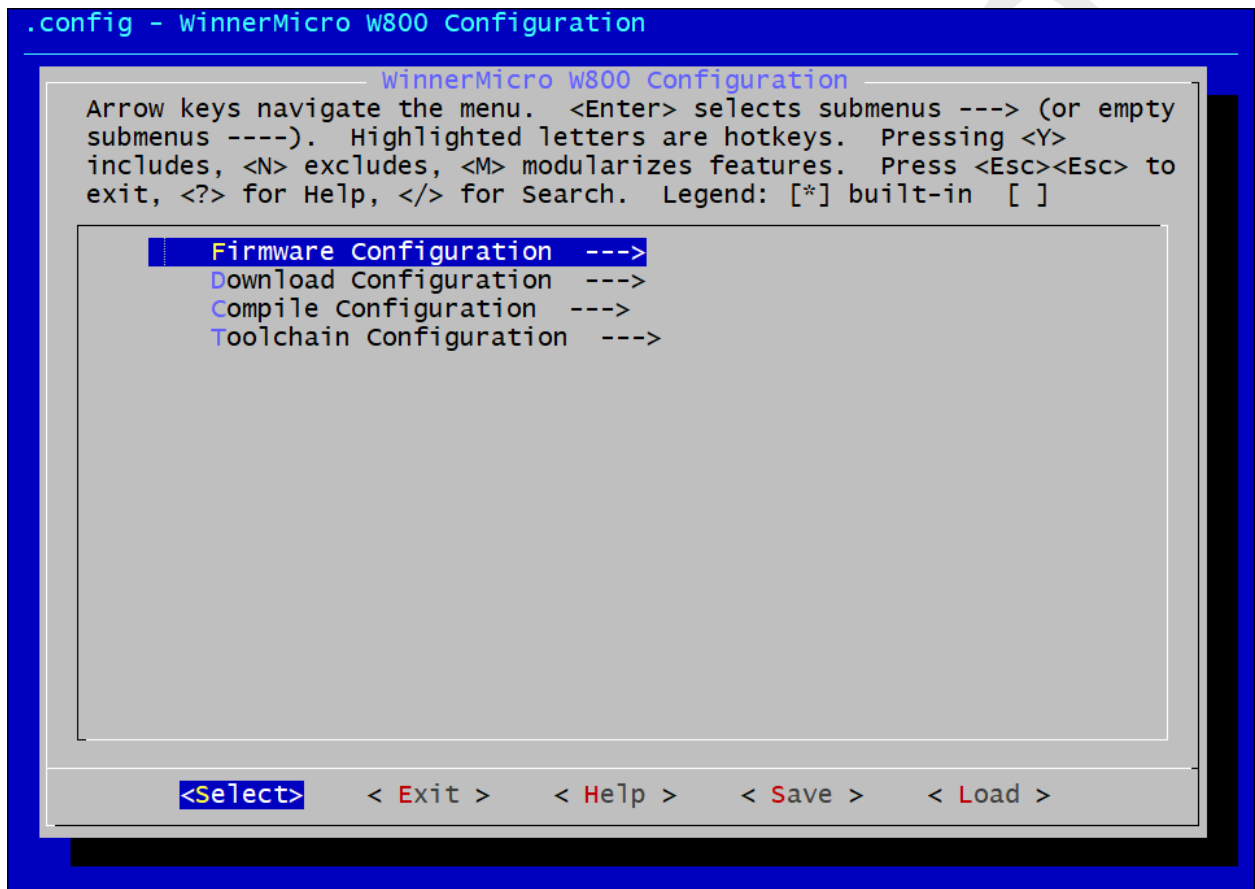 .config - WinnerMicro W800 Configuration
WinnerMicro W800 Configuration
Arrow keys navigate the menu.  <Enter> selects submenus ---> (or empty
submenus ----).  Highlighted letters are hotkeys.  Pressing <Y>
includes, <N> excludes, <M> modularizes features.  Press <Esc><Esc> to
exit, <?> for Help, </> for Search.  Legend: [*] built-in  [ ]
Firmware Configuration  --->
Download Configuration  --->
Compile Configuration  --->
Toolchain Configuration  --->
<Select>    < Exit >    < Help >    < Save >    < Load >